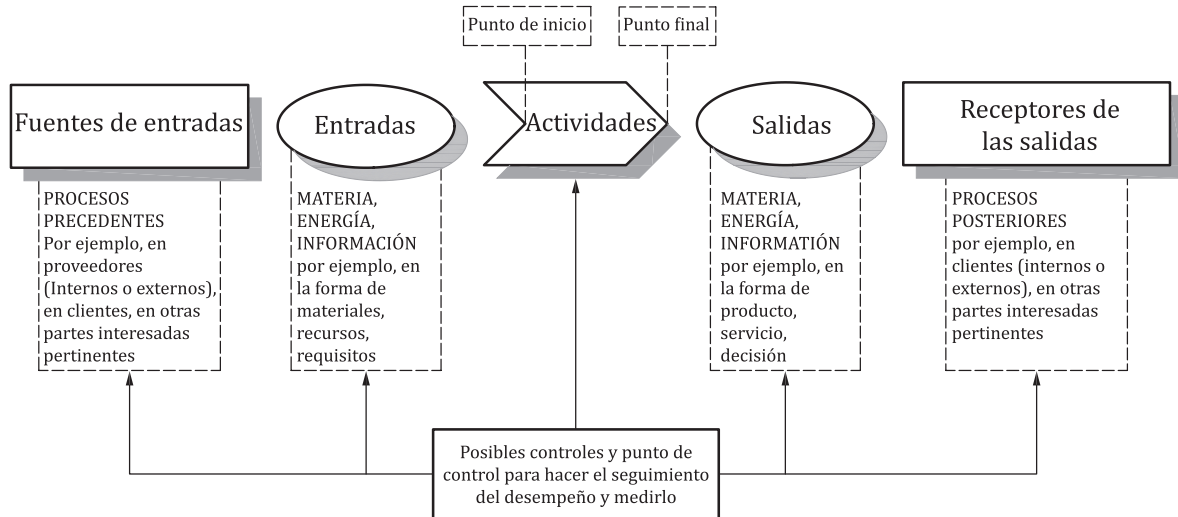 Punto de inicio
Punto final
Fuentes de entradas
Entradas
Actividades
Salidas
Receptores de
las salidas
PROCESOS
PRECEDENTES
Por ejemplo, en
proveedores
(Internos o externos),
en clientes, en otras
partes interesadas
pertinentes
MATERIA,
ENERGÍA,
INFORMACIÓN
por ejemplo, en
la forma de
materiales,
recursos,
requisitos
MATERIA,
ENERGÍA,
INFORMATIÓN
por ejemplo, en
la forma de
producto,
servicio,
decisión
PROCESOS
POSTERIORES
por ejemplo, en
clientes (internos o
externos), en otras
partes interesadas
pertinentes
Posibles controles y punto de
control para hacer el seguimiento
del desempeño y medirlo